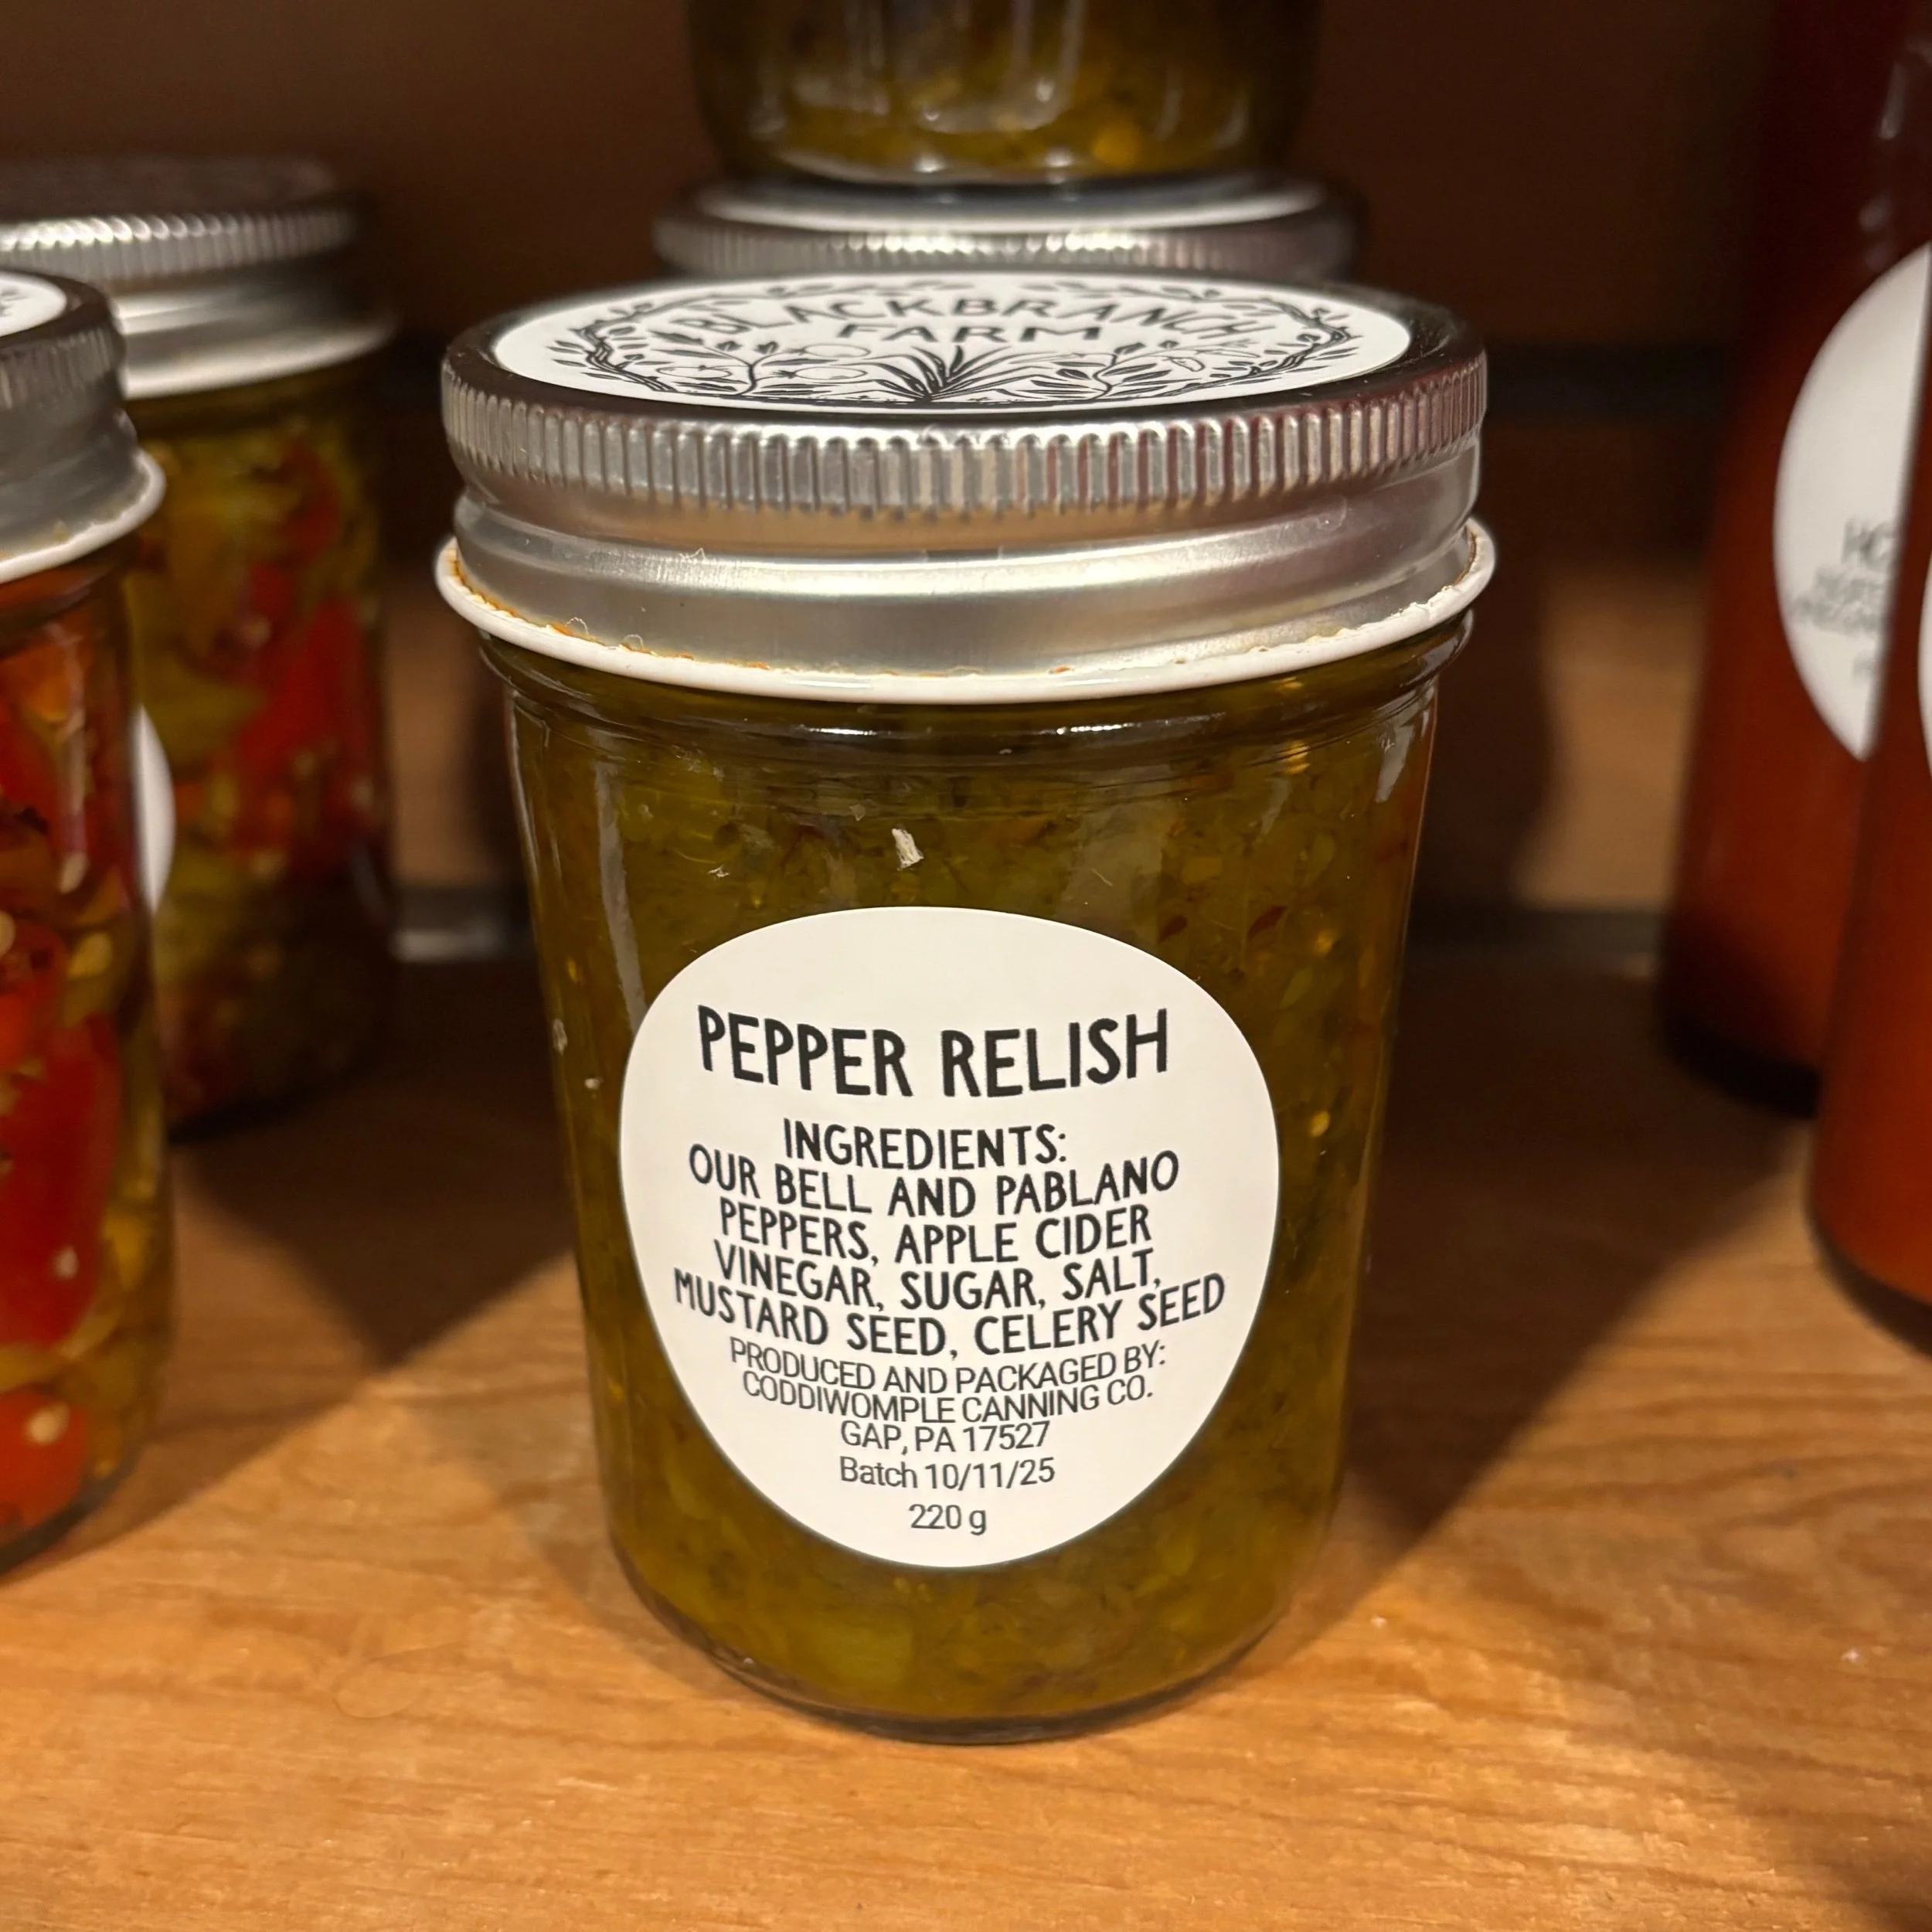 BLACKBRANCH
FARM
PEPPER RELISH
INGREDIENTS:
OUR BELL AND PABLANO
PEPPERS, APPLE CIDER
VINEGAR, SUGAR, SALT,
MUSTARD SEED, CELERY SEED
PRODUCED AND PACKAGED BY:
CODDIWOMPLE CANNING CO.
GAP, PA 17527
Batch 10/11/25
220 g